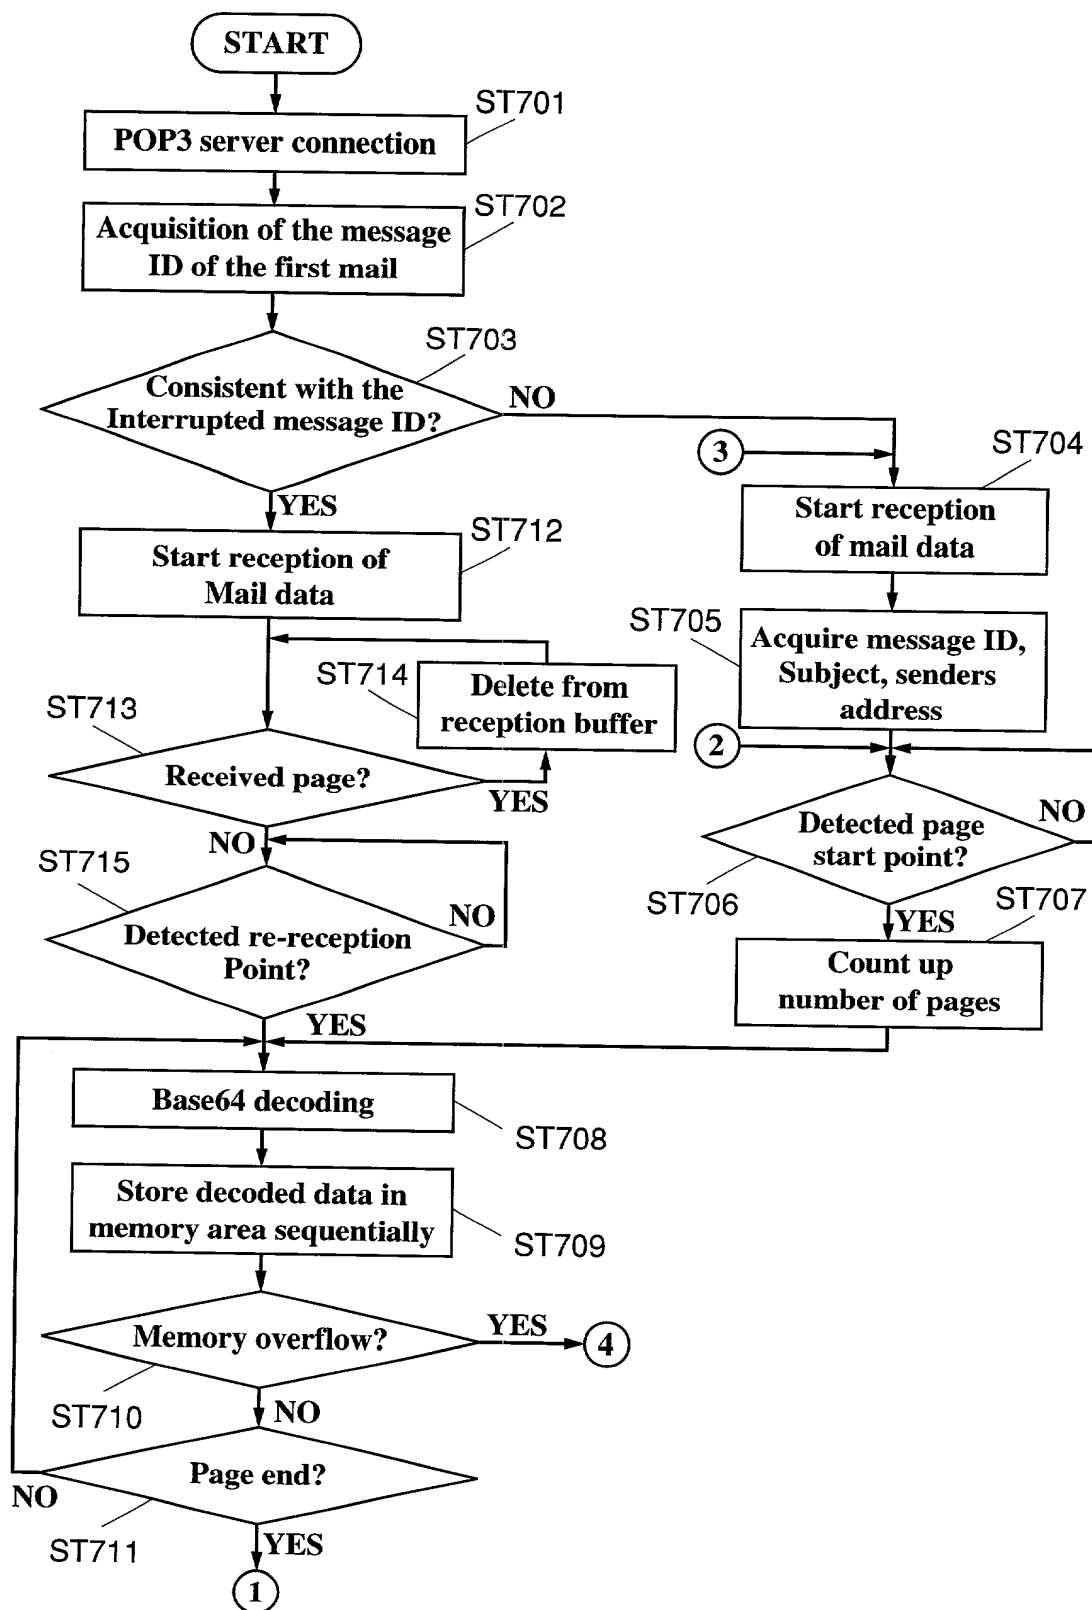 START
ST701
POP3 server connection
ST702
Acquisition of the message
ID of the first mail
ST703
Consistent with the
Interrupted message ID?
NO
YES
3
ST704
Start reception
of mail data
ST712
Start reception of
Mail data
ST705
Acquire message ID,
Subject, senders
address
ST714
Delete from
reception buffer
ST713
Received page?
YES
NO
2
Detected page
start point?
NO
ST706
YES
ST707
Count up
number of pages
ST715
Detected re-reception
Point?
NO
YES
Base64 decoding
ST708
Store decoded data in
memory area sequentially
ST709
Memory overflow?
YES
4
ST710
NO
Page end?
NO
ST711
YES
1